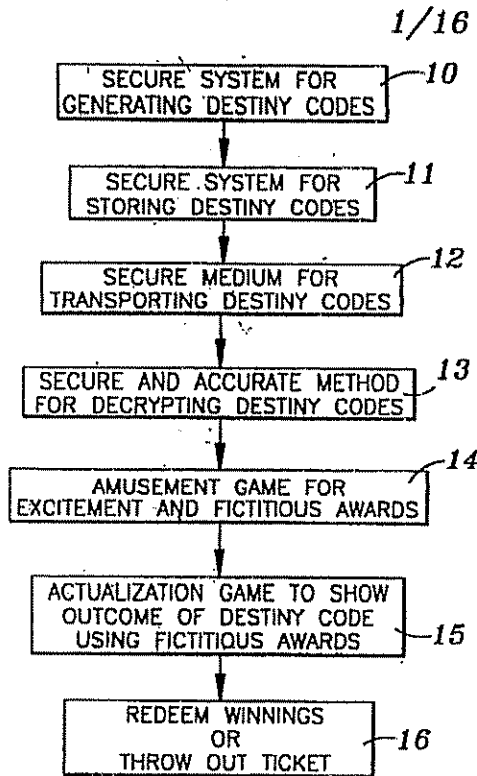 1/16
SECURE SYSTEM FOR
GENERATING DESTINY CODES
10
SECURE SYSTEM FOR
STORING DESTINY CODES
11
SECURE MEDIUM FOR
TRANSPORTING DESTINY CODES
12
SECURE AND ACCURATE METHOD
FOR DECRYPTING DESTINY CODES
13
AMUSEMENT GAME FOR
EXCITEMENT AND FICTITIOUS AWARDS
14
ACTUALIZATION GAME TO SHOW
OUTCOME OF DESTINY CODE
USING FICTITIOUS AWARDS
15
REDEEM WINNINGS
OR
THROW OUT TICKET
16